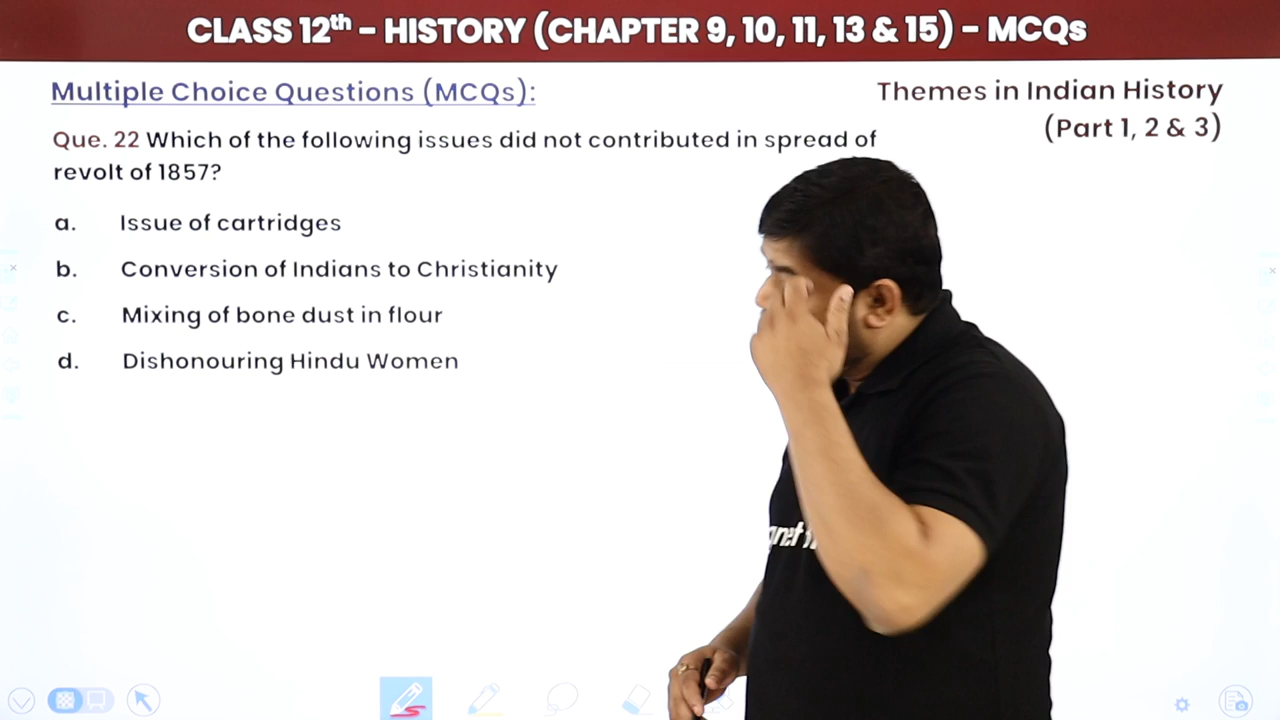 CLASS 12th – HISTORY (CHAPTER 9, 10, 11, 13 & 15) – MCQs
Multiple Choice Questions (MCQs):
Themes in Indian History
(Part 1, 2 & 3)
Que. 22 Which of the following issues did not contributed in spread of
revolt of 1857?
a. Issue of cartridges
b. Conversion of Indians to Christianity
c. Mixing of bone dust in flour
d. Dishonouring Hindu Women